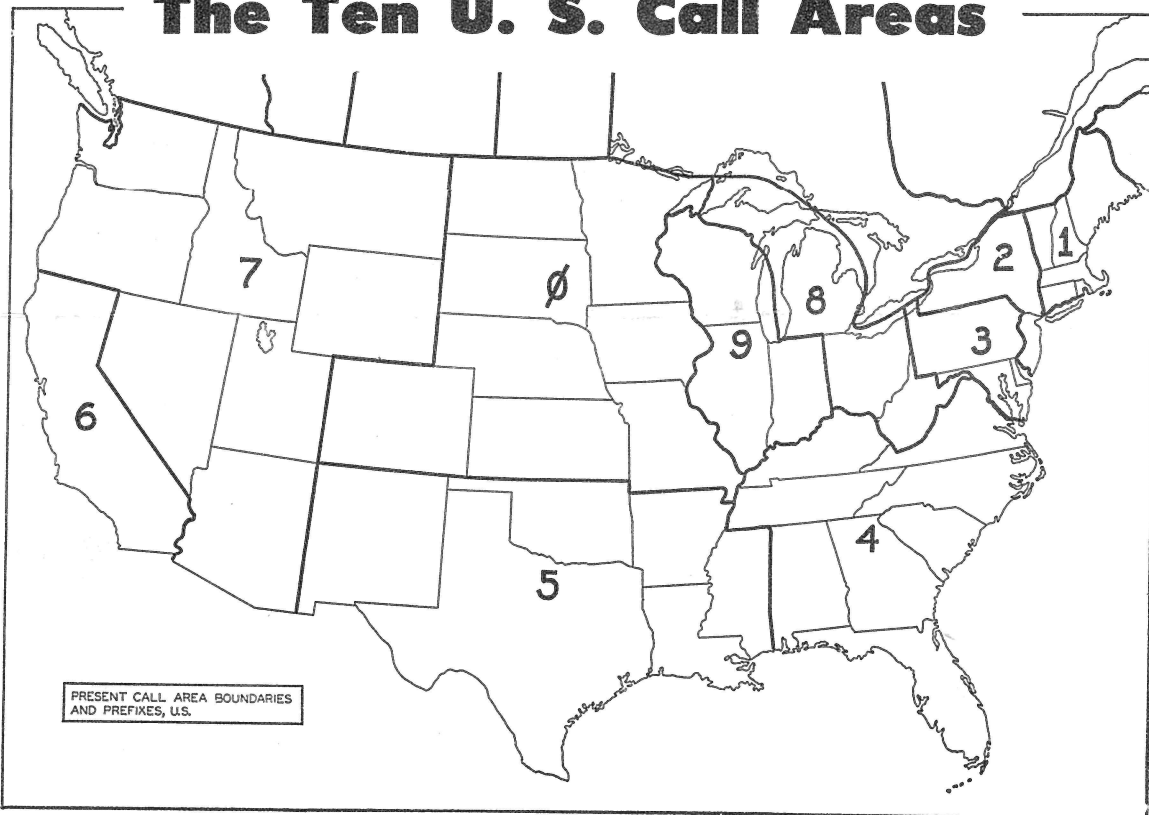 The Ten U. S. Call Areas
1
2
7
Ø
8
3
9
6
4
5
PRESENT CALL AREA BOUNDARIES
AND PREFIXES, U.S.